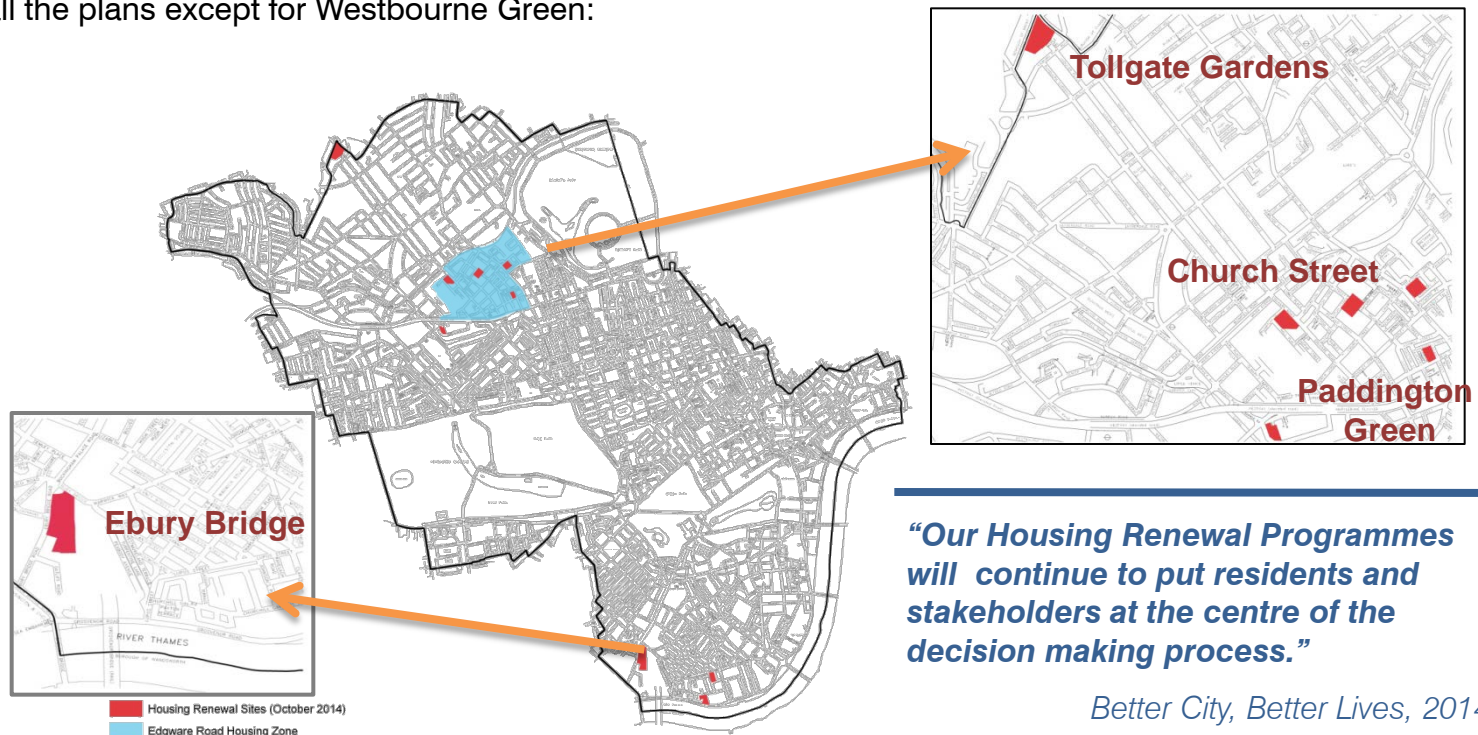 all the plans except for Westbourne Green:
Tollgate Gardens
Church Street
Paddington
Green
Ebury Bridge
RIVER THAMES
Housing Renewal Sites (October 2014)
Edgware Road Housing Zone
“Our Housing Renewal Programmes
will continue to put residents and
stakeholders at the centre of the
decision making process.”
Better City, Better Lives, 2014